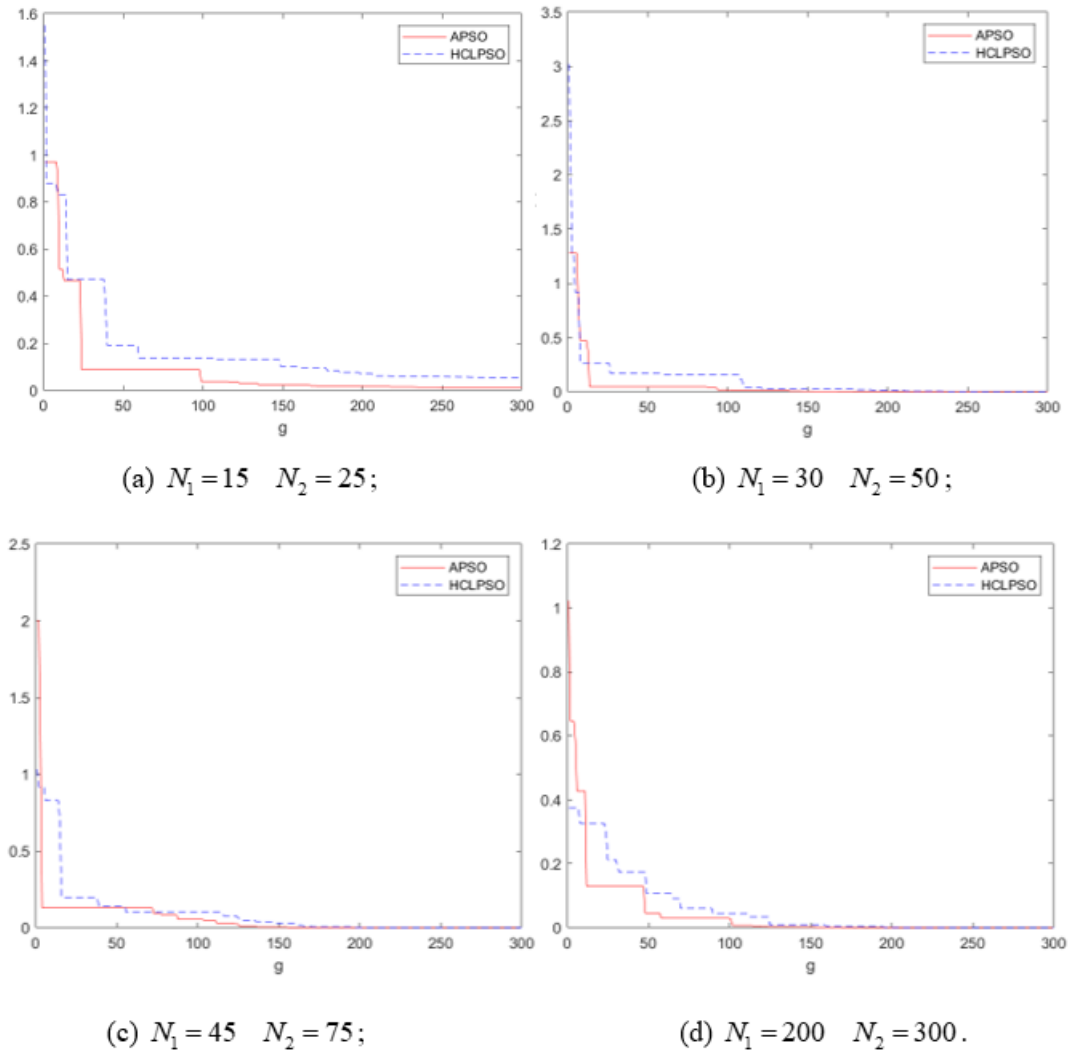 1.6
1.4
1.2
1
0.8
0.6
0.4
0.2
0
0 50 100 150 200 250 300
g
APSO
HCLPSO
(a) N₁=15 N₂=25;
3.5
3
2.5
2
1.5
1
0.5
0
0 50 100 150 200 250 300
g
APSO
HCLPSO
(b) N₁=30 N₂=50;
2.5
2
1.5
1
0.5
0
0 50 100 150 200 250 300
g
APSO
HCLPSO
(c) N₁=45 N₂=75;
1.2
1
0.8
0.6
0.4
0.2
0
0 50 100 150 200 250 300
g
APSO
HCLPSO
(d) N₁=200 N₂=300.